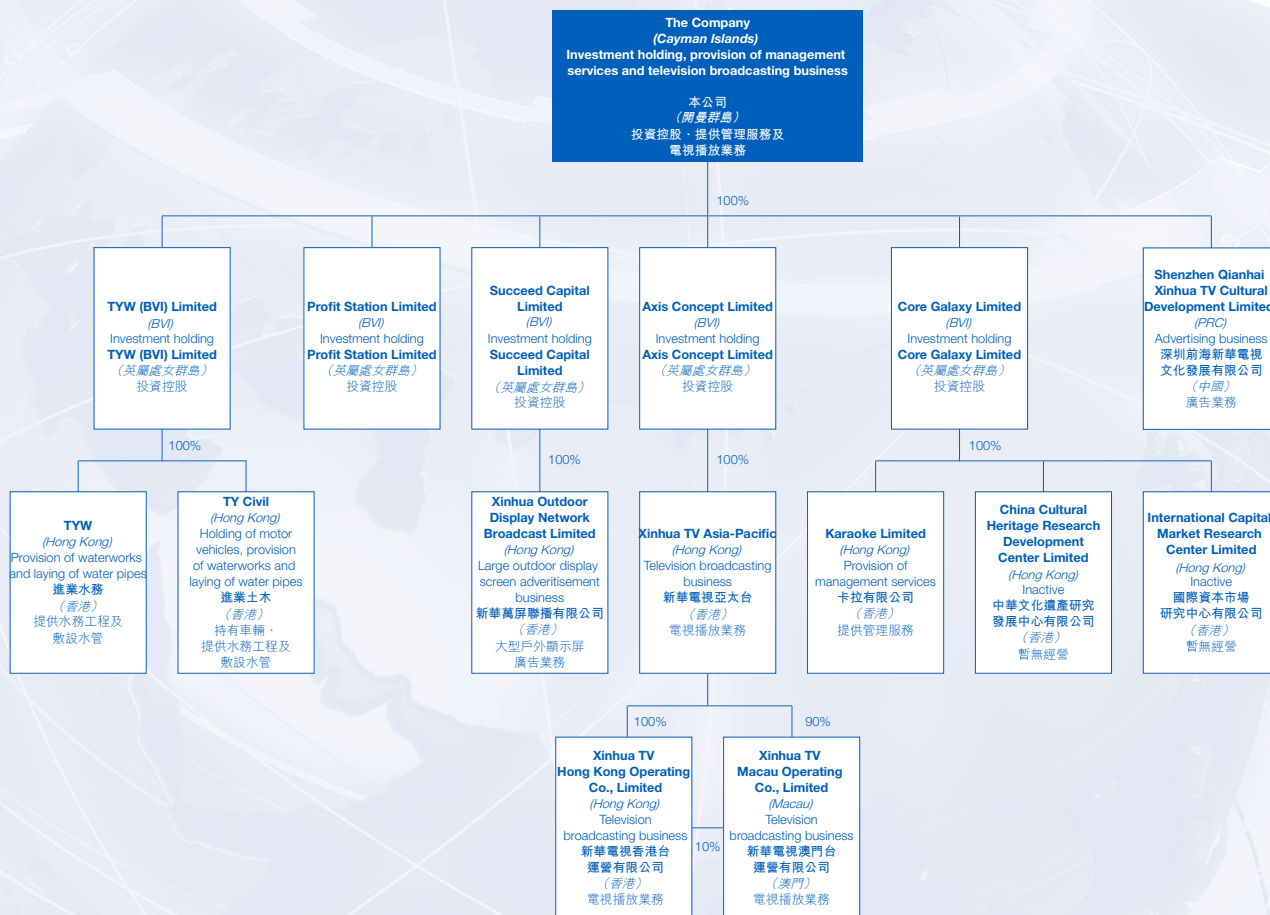 The Company
(Cayman Islands)
Investment holding, provision of management
services and television broadcasting business
本公司
（開曼群島）
投資控股、提供管理服務及
電視播放業務
100%
TYW (BVI) Limited
(BVI)
Investment holding
TYW (BVI) Limited
（英屬處女群島）
投資控股
Profit Station Limited
(BVI)
Investment holding
Profit Station Limited
（英屬處女群島）
投資控股
Succeed Capital
Limited
(BVI)
Investment holding
Succeed Capital
Limited
（英屬處女群島）
投資控股
Axis Concept Limited
(BVI)
Investment holding
Axis Concept Limited
（英屬處女群島）
投資控股
Core Galaxy Limited
(BVI)
Investment holding
Core Galaxy Limited
（英屬處女群島）
投資控股
Shenzhen Qianhai
Xinhua TV Cultural
Development Limited
(PRC)
Advertising business
深圳前海新華電視
文化發展有限公司
（中國）
廣告業務
100%
100%
100%
100%
TYW
(Hong Kong)
Provision of waterworks
and laying of water pipes
進業水務
（香港）
提供水務工程及
敷設水管
TY Civil
(Hong Kong)
Holding of motor
vehicles, provision
of waterworks and
laying of water pipes
進業土木
（香港）
持有車輛、
提供水務工程及
敷設水管
Xinhua Outdoor
Display Network
Broadcast Limited
(Hong Kong)
Large outdoor display
screen adveritisement
business
新華萬屏聯播有限公司
（香港）
大型戶外顯示屏
廣告業務
Xinhua TV Asia-Pacific
(Hong Kong)
Television broadcasting
business
新華電視亞太台
（香港）
電視播放業務
Karaoke Limited
(Hong Kong)
Provision of
management services
卡拉有限公司
（香港）
提供管理服務
China Cultural
Heritage Research
Development
Center Limited
(Hong Kong)
Inactive
中華文化遺產研究
發展中心有限公司
（香港）
暫無經營
International Capital
Market Research
Center Limited
(Hong Kong)
Inactive
國際資本市場
研究中心有限公司
（香港）
暫無經營
100%
90%
Xinhua TV
Hong Kong Operating
Co., Limited
(Hong Kong)
Television
broadcasting business
新華電視香港台
運營有限公司
（香港）
電視播放業務
10%
Xinhua TV
Macau Operating
Co., Limited
(Macau)
Television
broadcasting business
新華電視澳門台
運營有限公司
（澳門）
電視播放業務